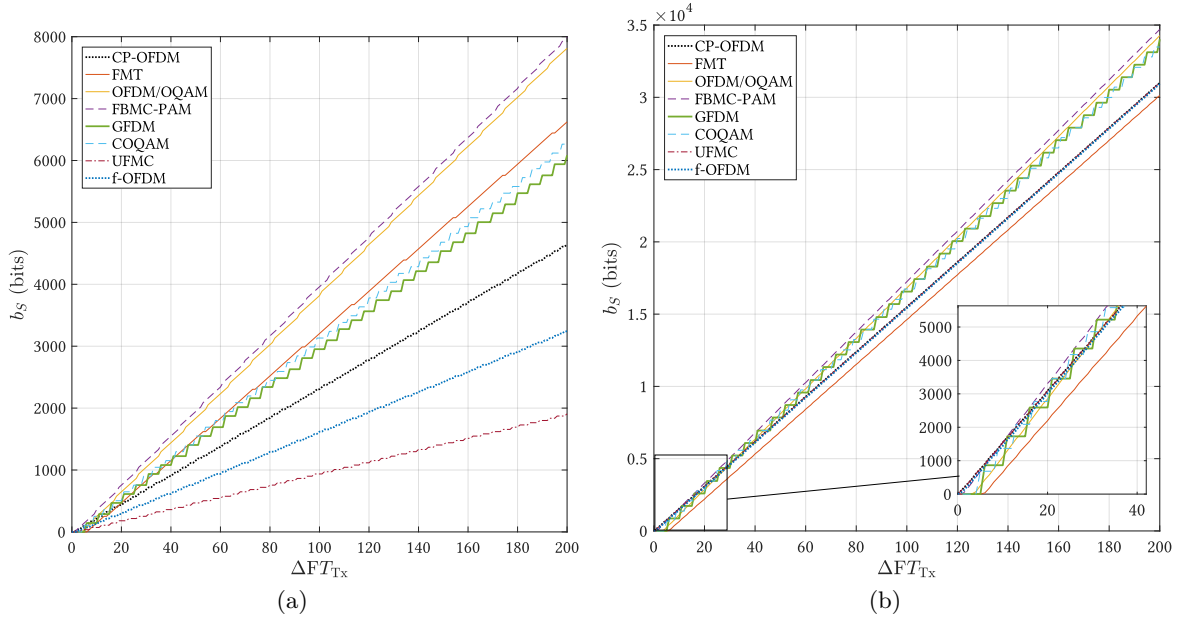 8000
7000
6000
5000
4000
3000
2000
1000
0
0 20 40 60 80 100 120 140 160 180 200
b_S (bits)
ΔFT_Tx
CP-OFDM
FMT
OFDM/OQAM
FBMC-PAM
GFDM
COQAM
UFMC
f-OFDM
(a)
×10^4
3.5
3
2.5
2
1.5
1
0.5
0
0 20 40 60 80 100 120 140 160 180 200
b_S (bits)
ΔFT_Tx
CP-OFDM
FMT
OFDM/OQAM
FBMC-PAM
GFDM
COQAM
UFMC
f-OFDM
5000
4000
3000
2000
1000
0
0 20 40
(b)